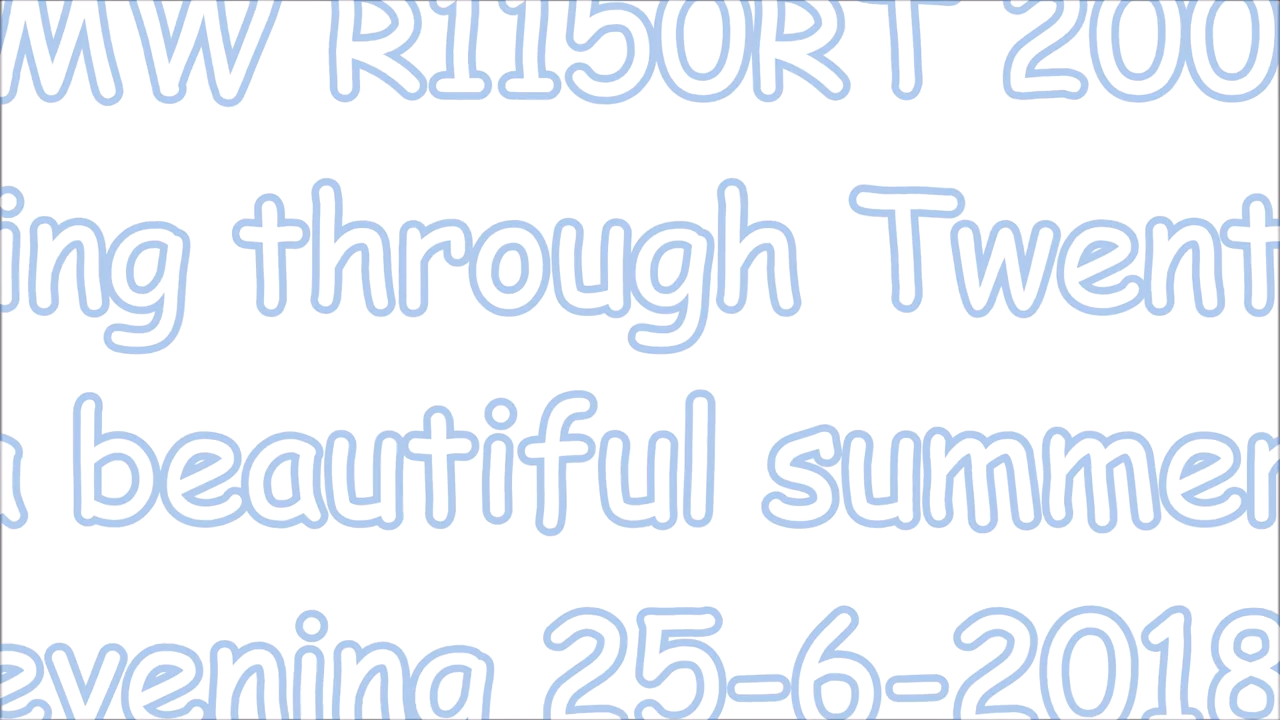 MW R1150RT 200
ing through Twent
a beautiful summer
evening 25-6-2018